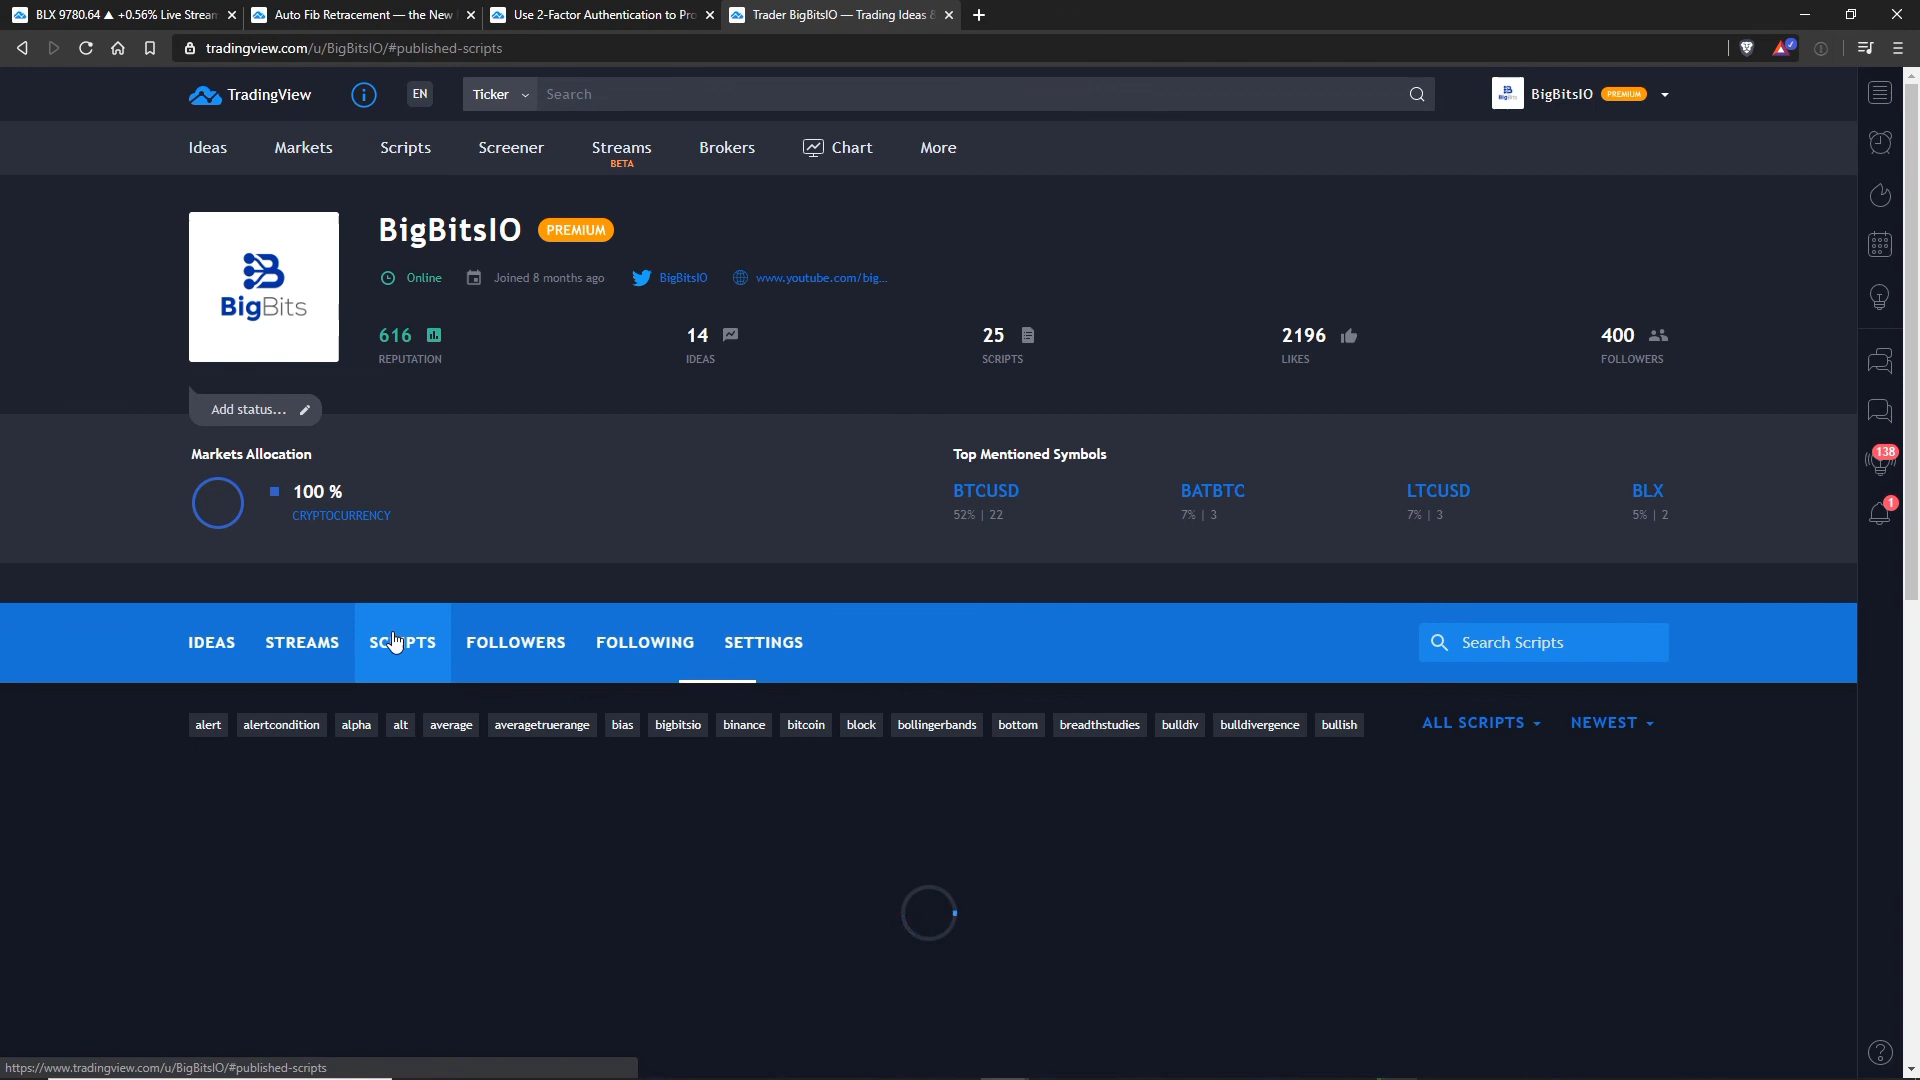 BLX 9780.64 ▲ +0.56% Live Stream
Auto Fib Retracement — the New
Use 2-Factor Authentication to Pro
Trader BigBitsIO — Trading Ideas &
tradingview.com/u/BigBitsIO/#published-scripts
TradingView
EN
Ticker
Search
BigBits
BigBitsIO
PREMIUM
Ideas
Markets
Scripts
Screener
Streams
BETA
Brokers
Chart
More
BigBits
BigBitsIO
PREMIUM
Online
Joined 8 months ago
BigBitsIO
www.youtube.com/big...
616
REPUTATION
14
IDEAS
25
SCRIPTS
2196
LIKES
400
FOLLOWERS
Add status...
138
1
Markets Allocation
100 %
CRYPTOCURRENCY
Top Mentioned Symbols
BTCUSD
52% | 22
BATBTC
7% | 3
LTCUSD
7% | 3
BLX
5% | 2
IDEAS
STREAMS
SCRIPTS
FOLLOWERS
FOLLOWING
SETTINGS
Search Scripts
alert
alertcondition
alpha
alt
average
averagetruerange
bias
bigbitsio
binance
bitcoin
block
bollingerbands
bottom
breadthstudies
bulldiv
bulldivergence
bullish
ALL SCRIPTS
NEWEST
https://www.tradingview.com/u/BigBitsIO/#published-scripts